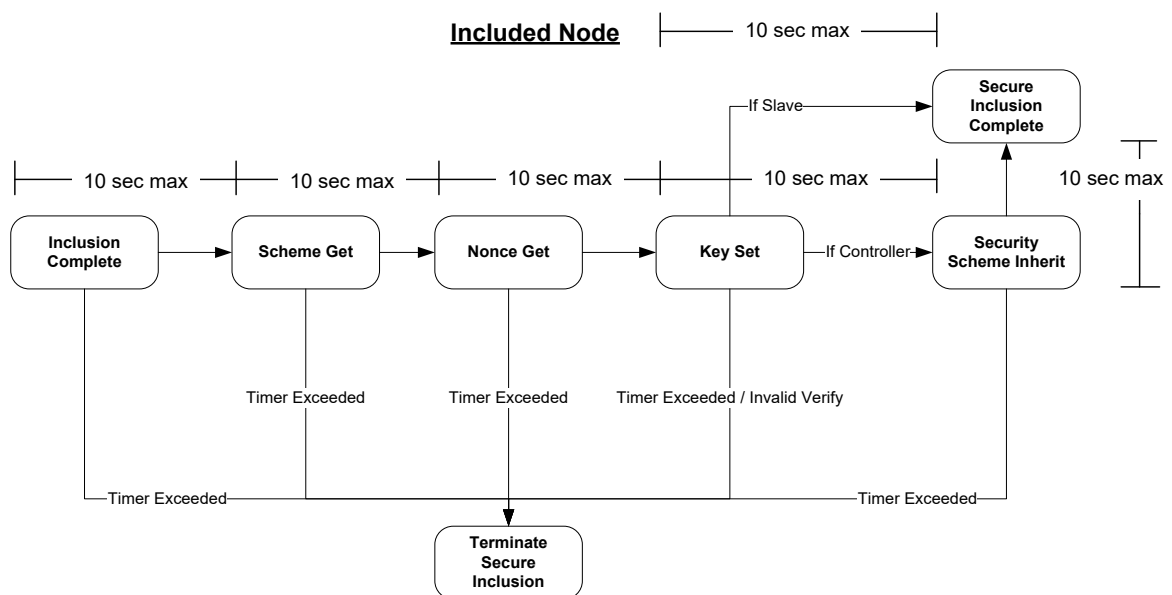 Included Node
10 sec max
Secure
Inclusion
Complete
If Slave
10 sec max
10 sec max
10 sec max
10 sec max
10 sec max
Inclusion
Complete
Scheme Get
Nonce Get
Key Set
If Controller
Security
Scheme Inherit
Timer Exceeded
Timer Exceeded
Timer Exceeded / Invalid Verify
Timer Exceeded
Timer Exceeded
Terminate
Secure
Inclusion